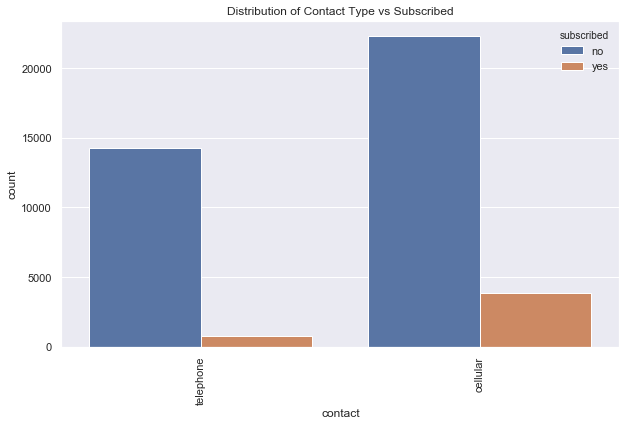 Distribution of Contact Type vs Subscribed
subscribed
no
yes
count
20000
15000
10000
5000
0
telephone
cellular
contact